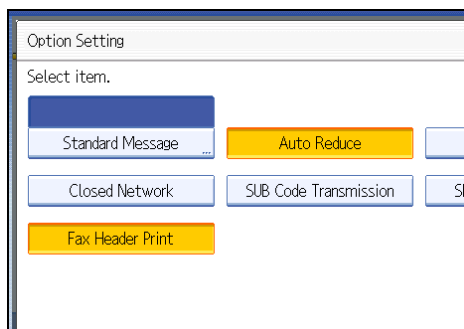 Option Setting
Select item.
Standard Message ...
Auto Reduce
Closed Network
SUB Code Transmission
Fax Header Print